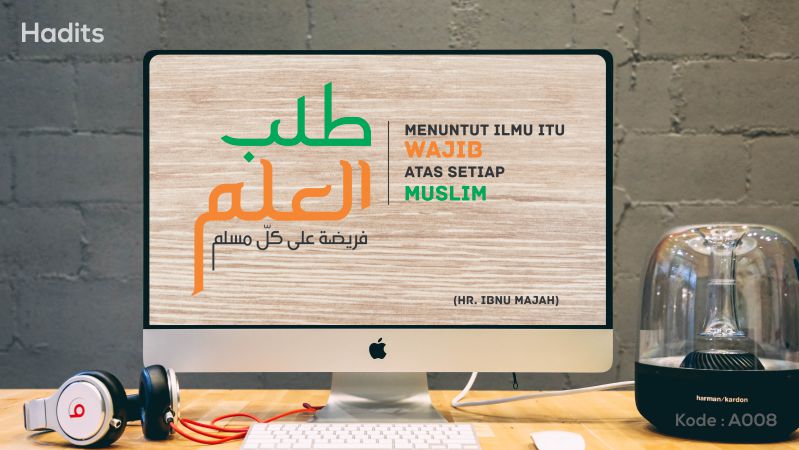 Hadits
طلب
العلم
فريضة على كلّ مسلم
MENUNTUT ILMU ITU
WAJIB
ATAS SETIAP
MUSLIM
(HR. IBNU MAJAH)
harman/kardon
Kode : A008